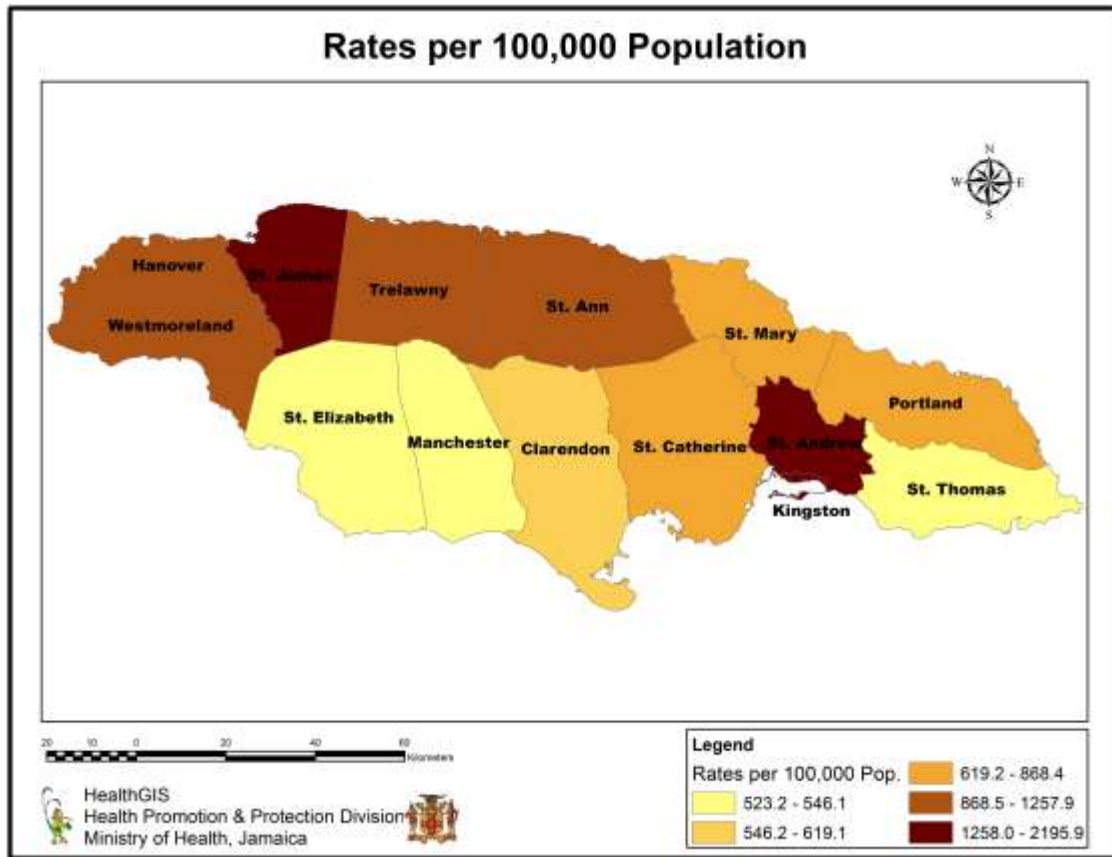 Rates per 100,000 Population
N
W E
S
Hanover
St. James
Trelawny
St. Ann
Westmoreland
St. Mary
St. Elizabeth
Manchester
Clarendon
St. Catherine
St. Andrew
Portland
St. Thomas
Kingston
20 10 0 20 40 60
Kilometers
HealthGIS
Health Promotion & Protection Division
Ministry of Health, Jamaica
Legend
Rates per 100,000 Pop.
523.2 - 546.1
546.2 - 619.1
619.2 - 868.4
868.5 - 1257.9
1258.0 - 2195.9